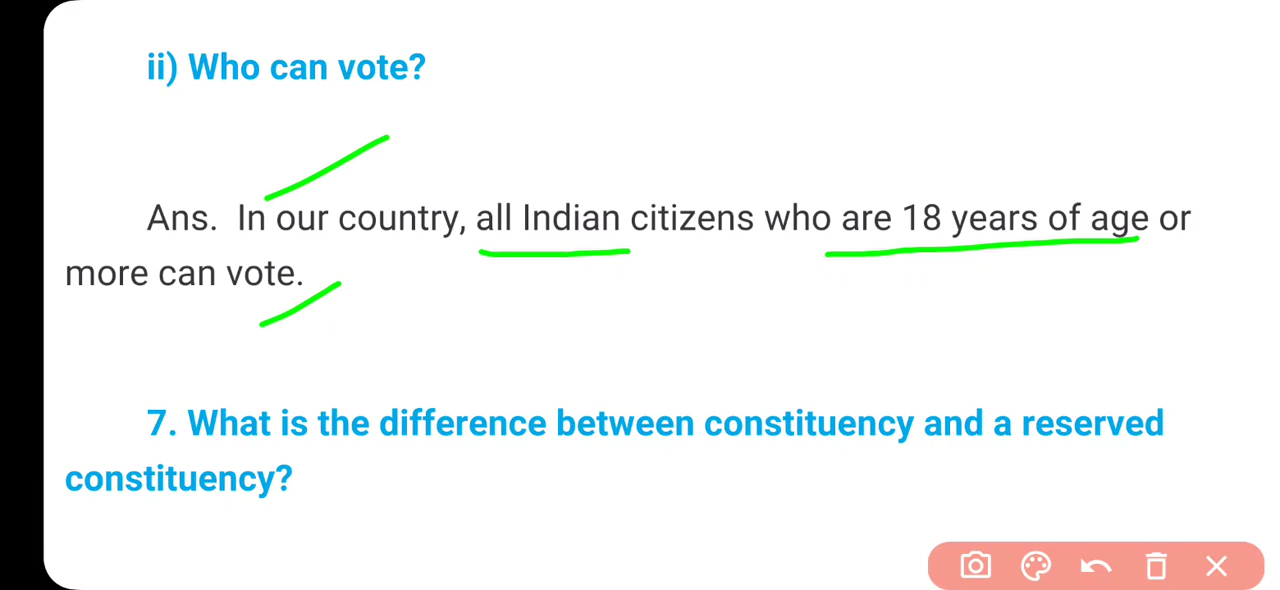 ii) Who can vote?
Ans. In our country, all Indian citizens who are 18 years of age or
more can vote.
7. What is the difference between constituency and a reserved
constituency?